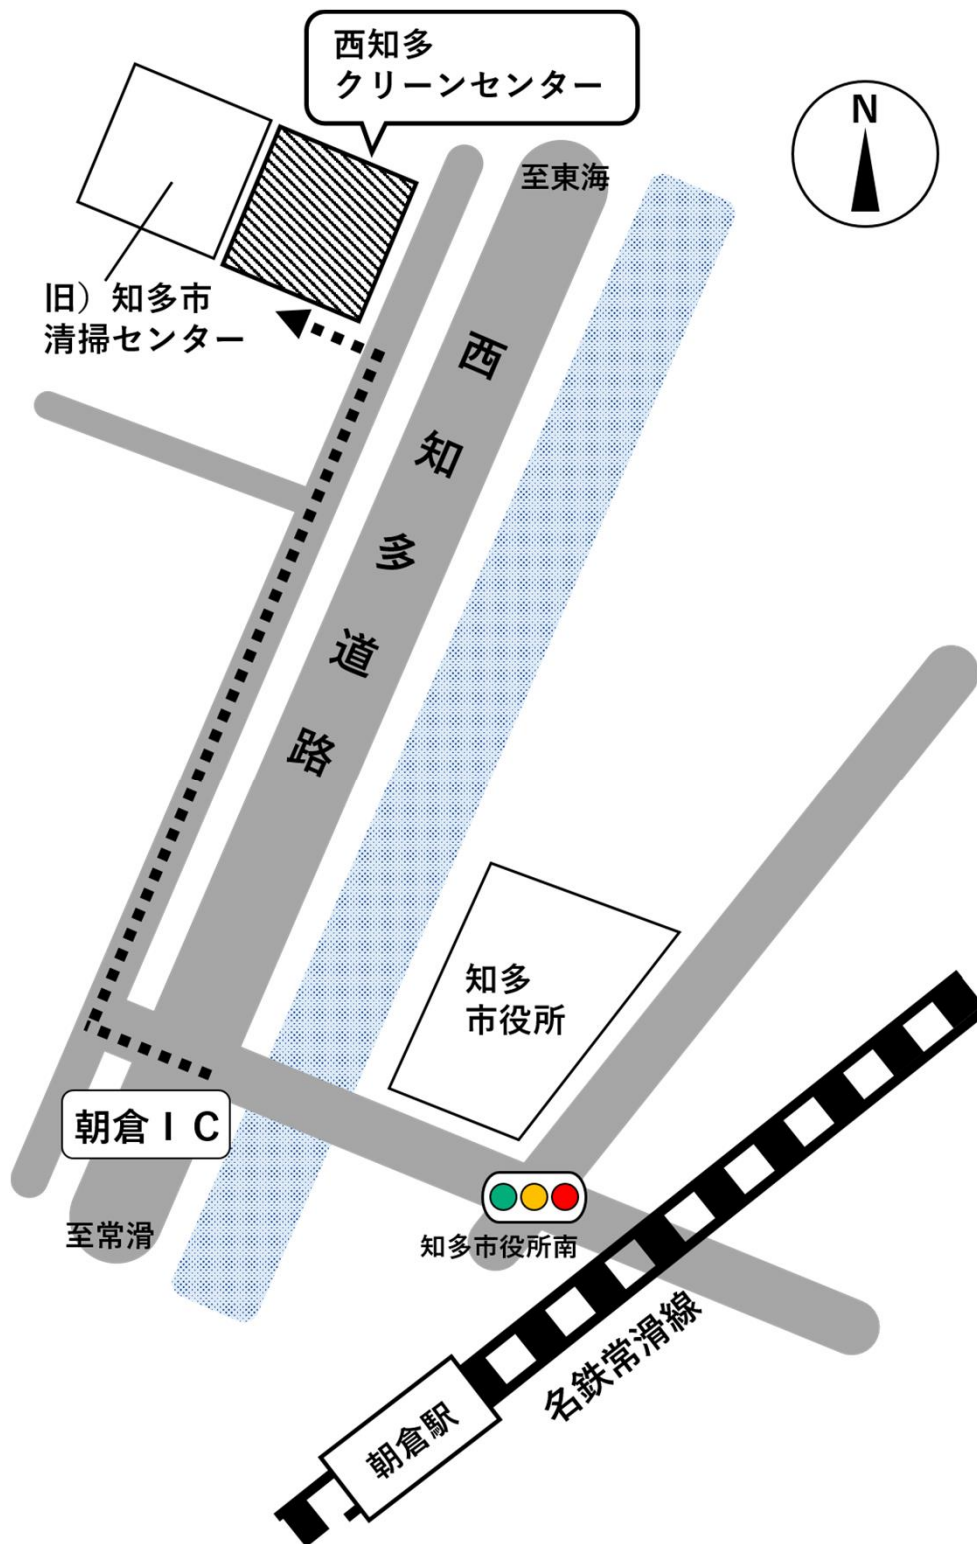 西知多
クリーンセンター
N
至東海
旧）知多市
清掃センター
西知多道路
知多
市役所
朝倉ＩＣ
至常滑
知多市役所南
名鉄常滑線
朝倉駅